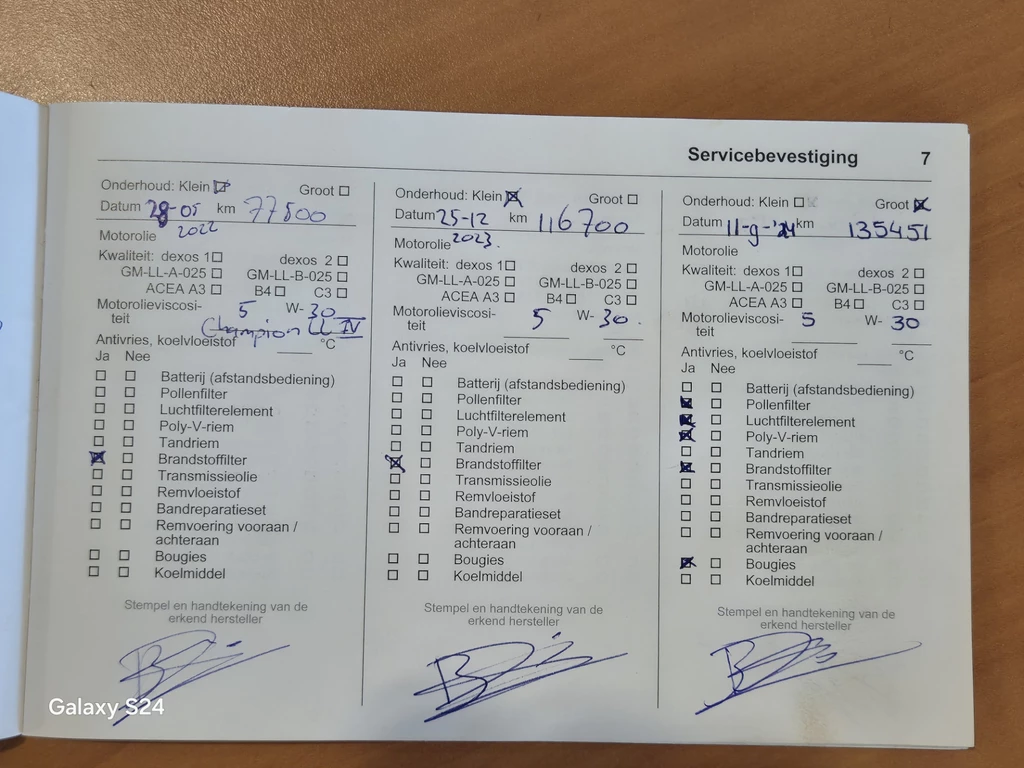 Servicebevestiging 7
Onderhoud: Klein Groot
Datum 28-05 km 77800
2022
Motorolie
Kwaliteit: dexos 1 dexos 2
GM-LL-A-025 GM-LL-B-025
ACEA A3 B4 C3
Motorolieviscosi- 5 W- 30
teit Champion LL IV
Antivries, koelvloeistof °C
Ja Nee
Batterij (afstandsbediening)
Pollenfilter
Luchtfilterelement
Poly-V-riem
Tandriem
Brandstoffilter
Transmissieolie
Remvloeistof
Bandreparatieset
Remvoering vooraan /
achteraan
Bougies
Koelmiddel
Stempel en handtekening van de
erkend hersteller
Onderhoud: Klein Groot
Datum 25-12 km 116700
Motorolie 2023.
Kwaliteit: dexos 1 dexos 2
GM-LL-A-025 GM-LL-B-025
ACEA A3 B4 C3
Motorolieviscosi- 5 W- 30.
teit
Antivries, koelvloeistof °C
Ja Nee
Batterij (afstandsbediening)
Pollenfilter
Luchtfilterelement
Poly-V-riem
Tandriem
Brandstoffilter
Transmissieolie
Remvloeistof
Bandreparatieset
Remvoering vooraan /
achteraan
Bougies
Koelmiddel
Stempel en handtekening van de
erkend hersteller
Onderhoud: Klein Groot
Datum 11-9-'24 km 135451
Motorolie
Kwaliteit: dexos 1 dexos 2
GM-LL-A-025 GM-LL-B-025
ACEA A3 B4 C3
Motorolieviscosi- 5 W- 30
teit
Antivries, koelvloeistof °C
Ja Nee
Batterij (afstandsbediening)
Pollenfilter
Luchtfilterelement
Poly-V-riem
Tandriem
Brandstoffilter
Transmissieolie
Remvloeistof
Bandreparatieset
Remvoering vooraan /
achteraan
Bougies
Koelmiddel
Stempel en handtekening van de
erkend hersteller
Galaxy S24